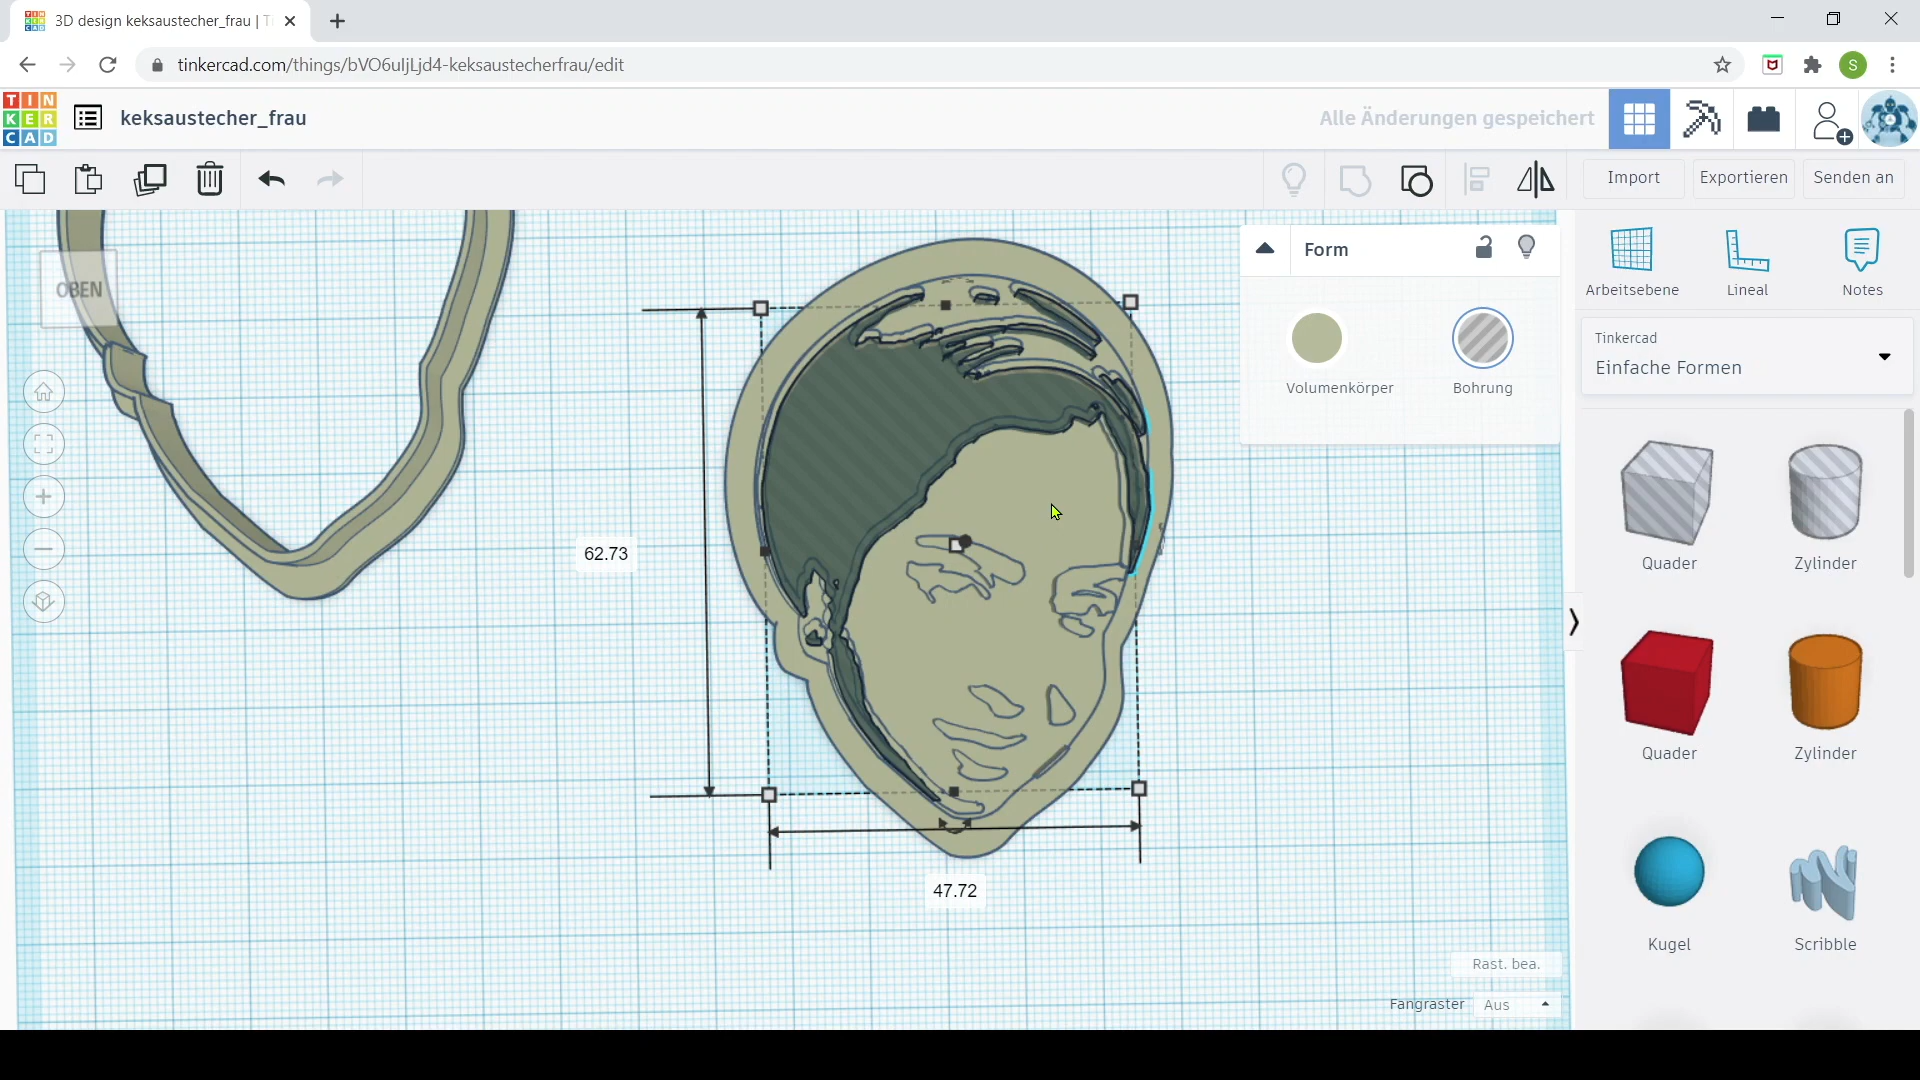 3D design keksaustecher_frau | Ti
tinkercad.com/things/bVO6uljLjd4-keksaustecherfrau/edit
S
TIN
KER
CAD
keksaustecher_frau
Alle Änderungen gespeichert
Import
Exportieren
Senden an
OBEN
Form
Volumenkörper
Bohrung
Arbeitsebene
Lineal
Notes
Tinkercad
Einfache Formen
Quader
Zylinder
Quader
Zylinder
Kugel
Scribble
62.73
47.72
Rast. bea.
Fangraster
Aus